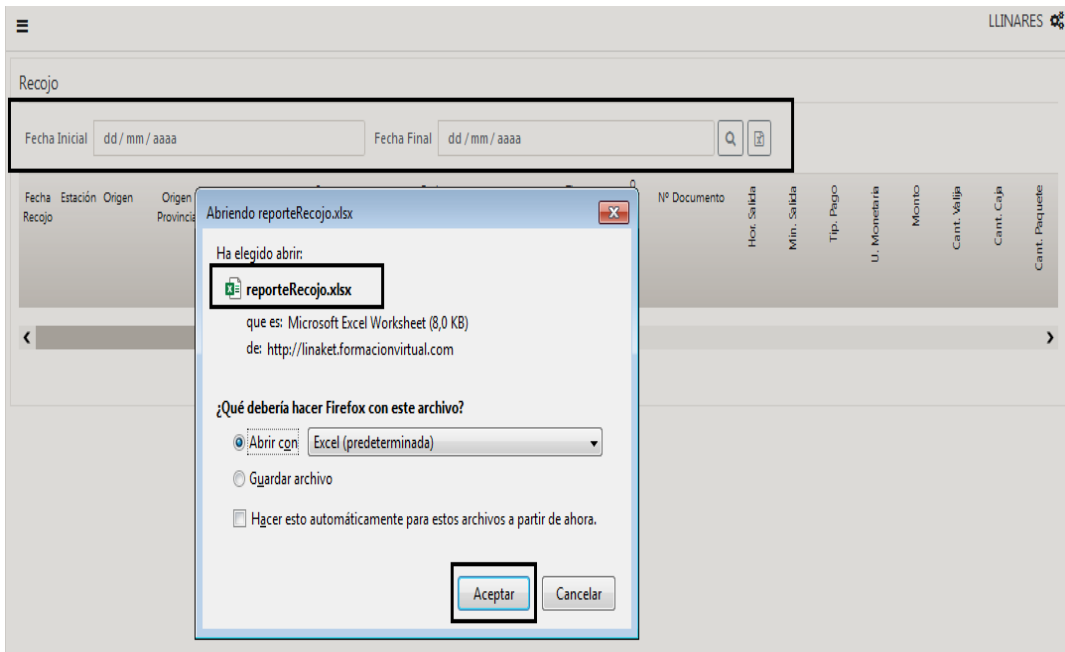 LLINARES
Recojo
Fecha Inicial dd / mm / aaaa Fecha Final dd / mm / aaaa
Fecha Recojo
Estación
Origen
Origen Provincia
Nº Documento
Hor. Salida
Min. Salida
Tip. Pago
U. Monetaria
Monto
Cant. Valija
Cant. Caja
Cant. Paquete
Abriendo reporteRecojo.xlsx
Ha elegido abrir:
reporteRecojo.xlsx
que es: Microsoft Excel Worksheet (8,0 KB)
de: http://linaket.formacionvirtual.com
¿Qué debería hacer Firefox con este archivo?
Abrir con Excel (predeterminada)
Guardar archivo
Hacer esto automáticamente para estos archivos a partir de ahora.
Aceptar Cancelar